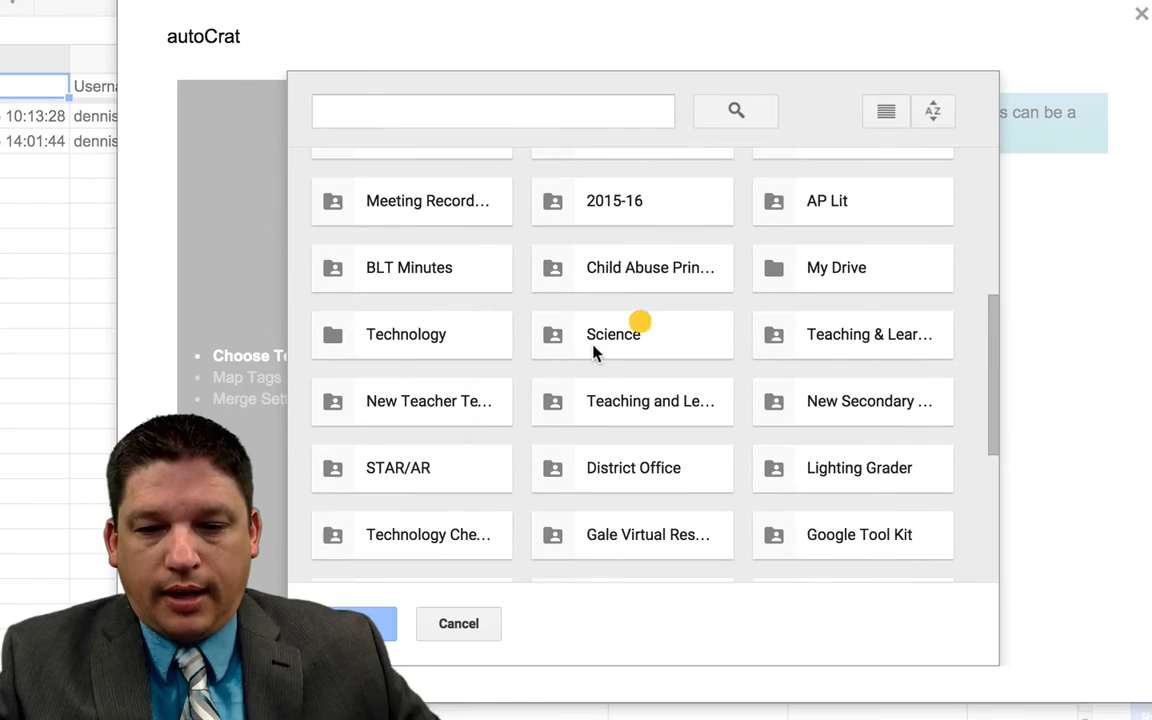 autoCrat
Userna
10:13:28 dennis
s can be a
14:01:44 dennis
AZ
Meeting Record...
2015-16
AP Lit
BLT Minutes
Child Abuse Prin...
My Drive
Technology
Science
Teaching & Lear...
Choose Te
Map Tags
Merge Sett
New Teacher Te...
Teaching and Le...
New Secondary ...
STAR/AR
District Office
Lighting Grader
Technology Che...
Gale Virtual Res...
Google Tool Kit
Cancel